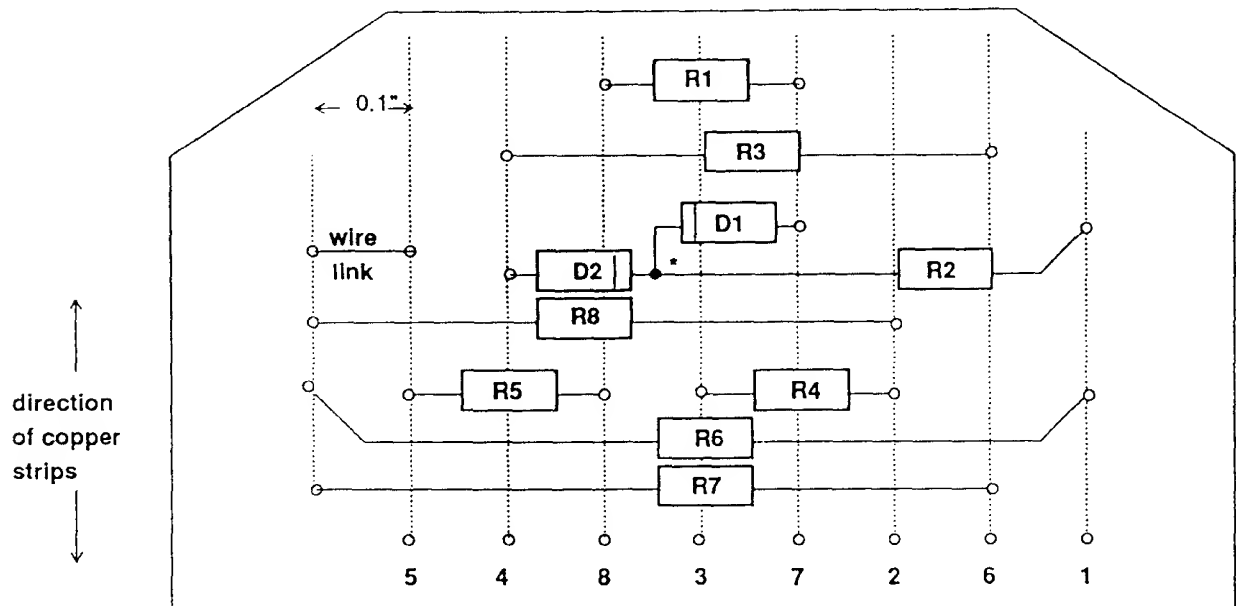 R1
0.1"
R3
D1
wire
link
*
D2
R2
R8
R5
R4
direction
of copper
strips
R6
R7
5 4 8 3 7 2 6 1